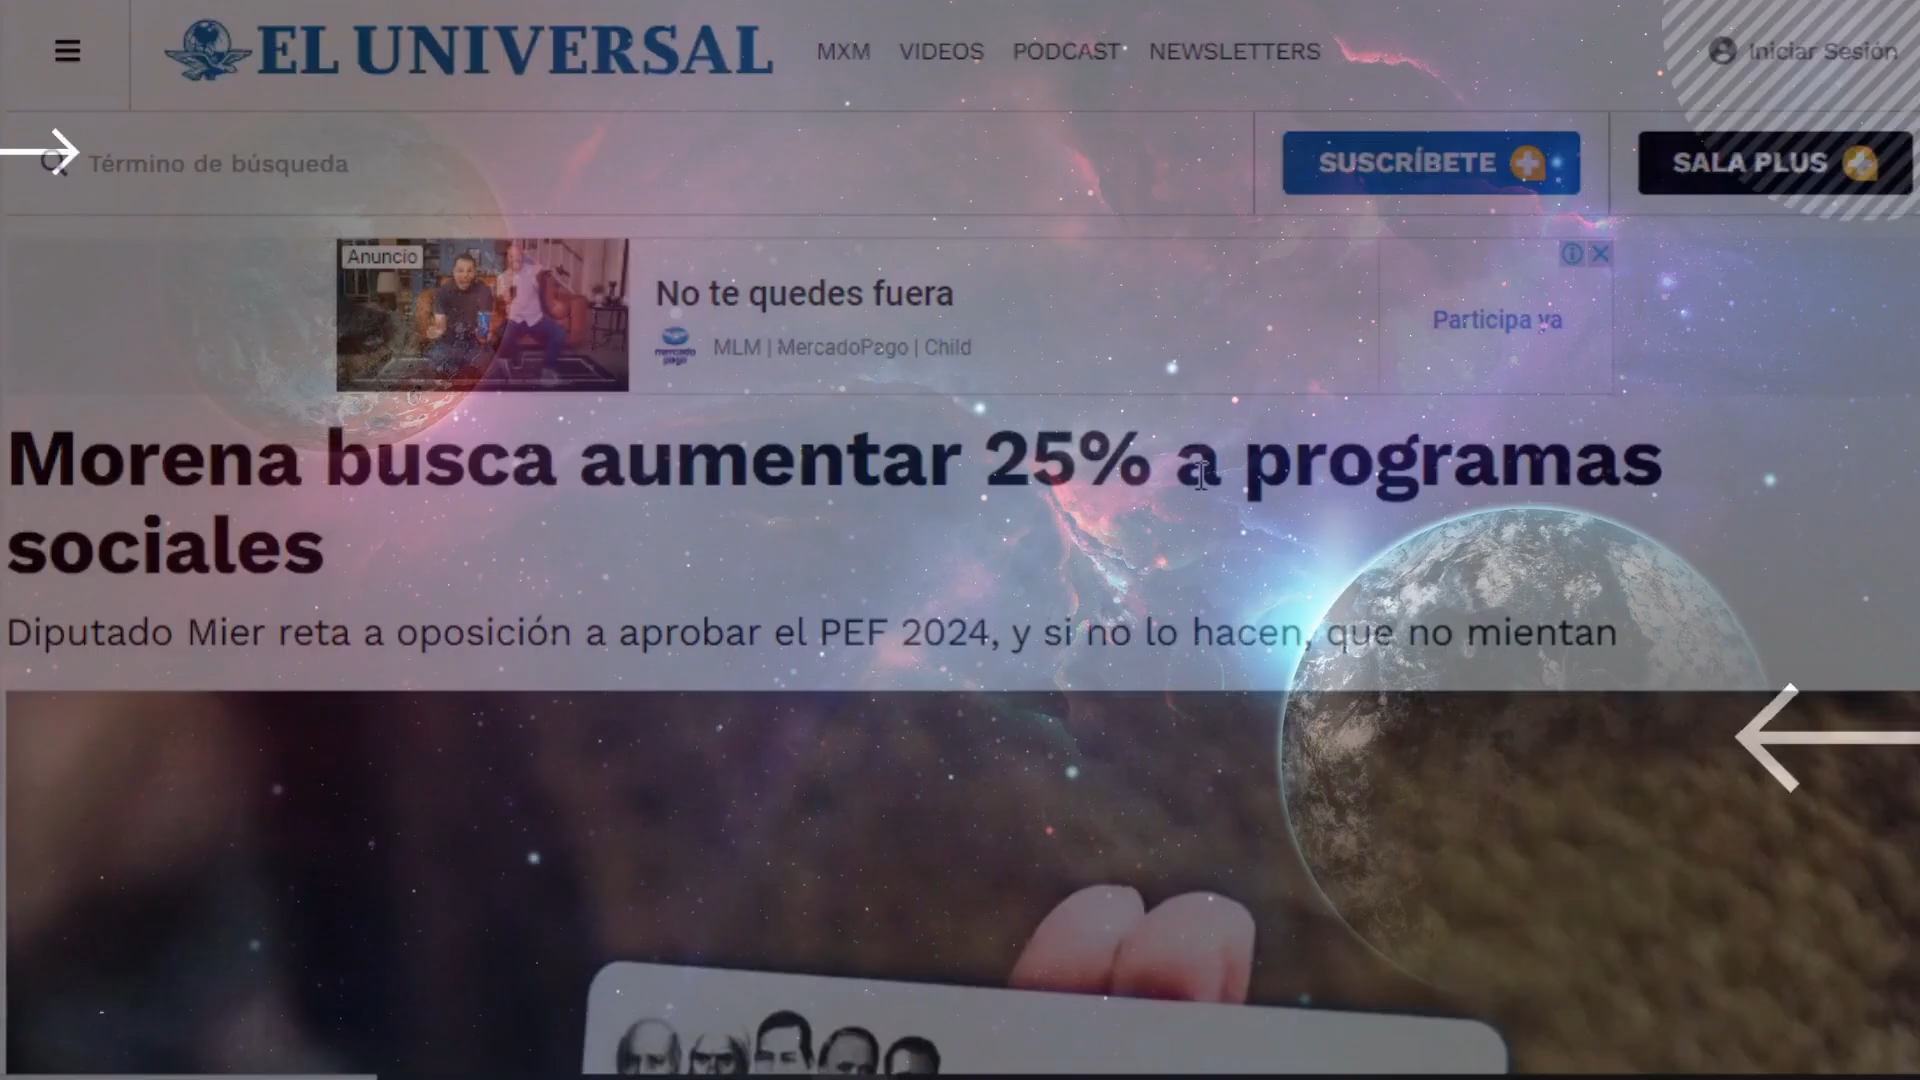 EL UNIVERSAL
MXM VIDEOS PODCAST NEWSLETTERS
Iniciar Sesión
Término de búsqueda
SUSCRÍBETE
SALA PLUS
Anuncio
No te quedes fuera
mercado pago
MLM | MercadoPago | Child
Participa ya
Morena busca aumentar 25% a programas
sociales
Diputado Mier reta a oposición a aprobar el PEF 2024, y si no lo hacen, que no mientan